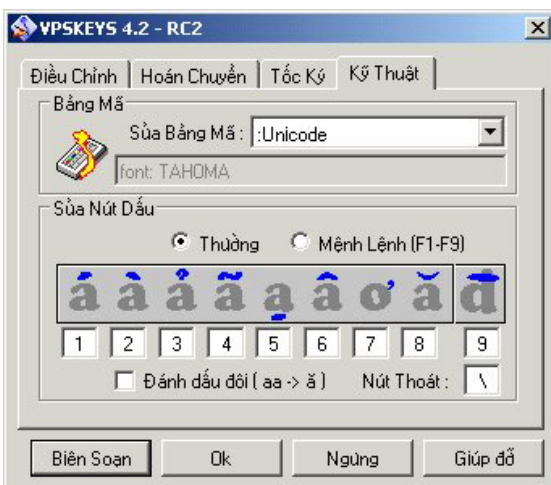 VPSKEYS 4.2 - RC2
Điều Chỉnh Hoán Chuyển Tốc Ký Kỹ Thuật
Bảng Mã
Sửa Bảng Mã : :Unicode
font: TAHOMA
Sửa Nút Dấu
Thường Mệnh Lệnh (F1-F9)
á à ả ã ạ â ơ ă đ
1 2 3 4 5 6 7 8 9
Đánh dấu đôi ( aa -> ă ) Nút Thoát : \
Biên Soạn Ok Ngưng Giúp đỡ